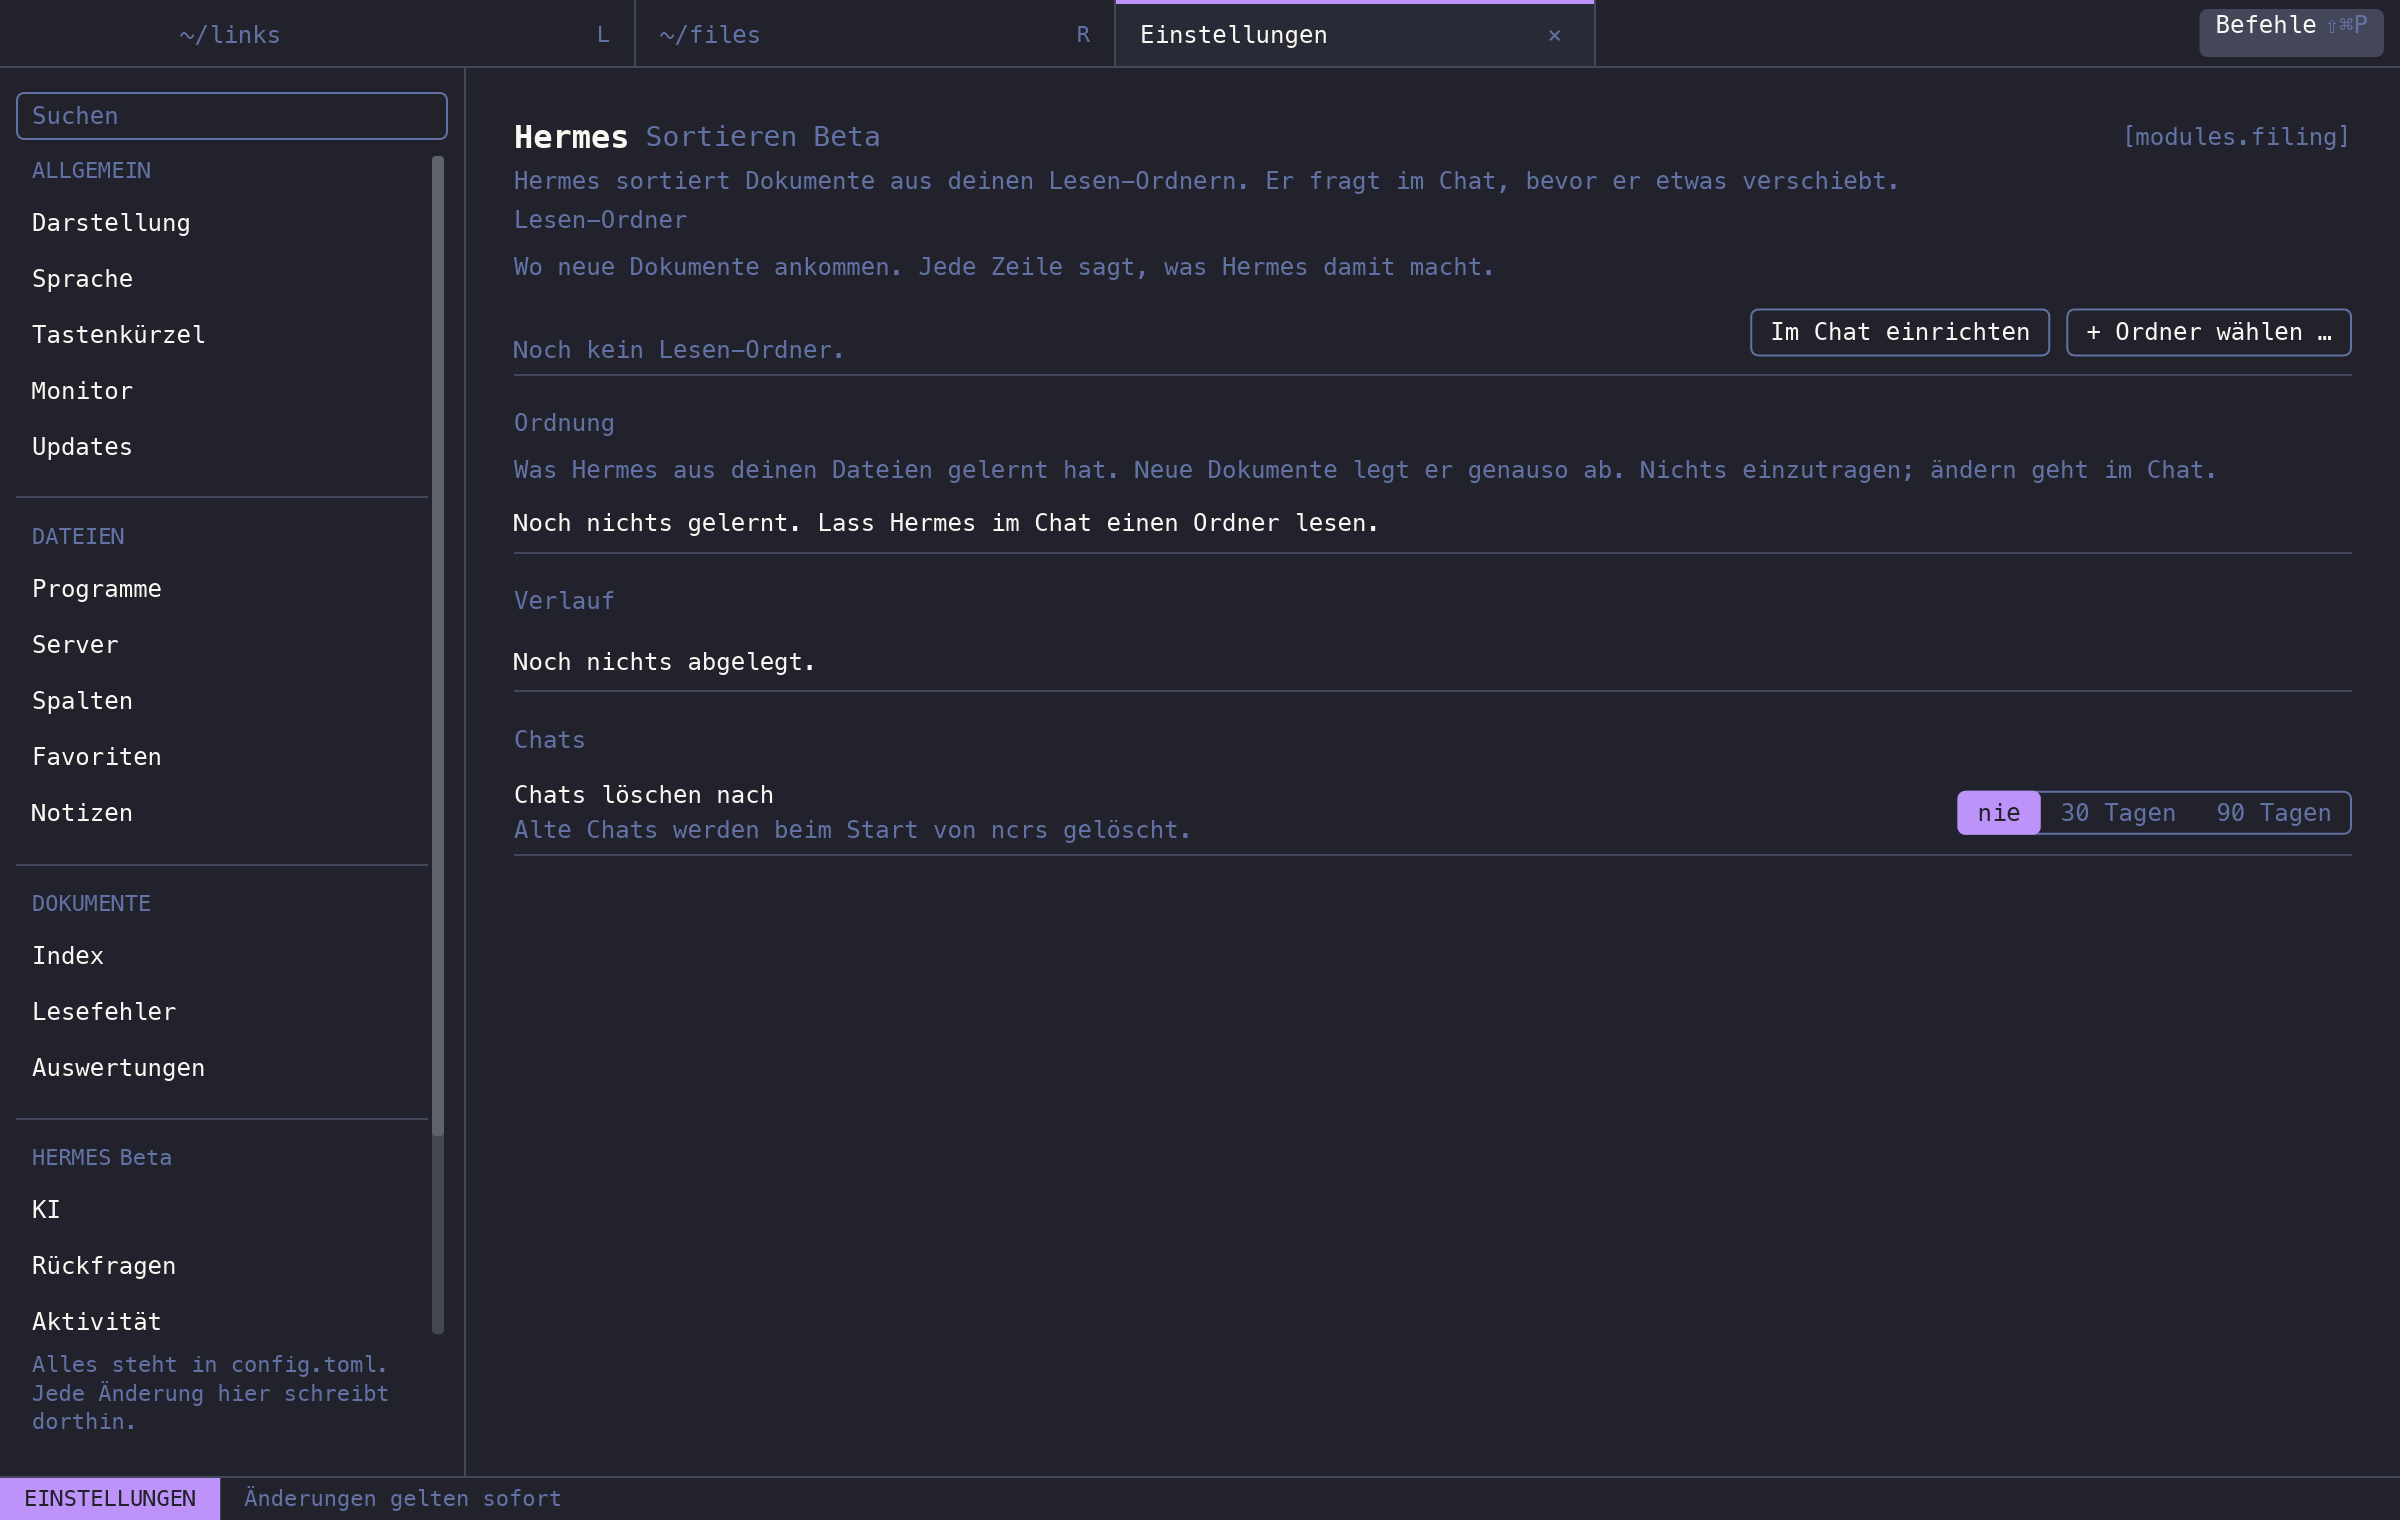 ~/links L ~/files R Einstellungen × Befehle ⇧⌘P
Suchen
ALLGEMEIN
Darstellung
Sprache
Tastenkürzel
Monitor
Updates
DATEIEN
Programme
Server
Spalten
Favoriten
Notizen
DOKUMENTE
Index
Lesefehler
Auswertungen
HERMES Beta
KI
Rückfragen
Aktivität
Alles steht in config.toml.
Jede Änderung hier schreibt
dorthin.
Hermes Sortieren Beta [modules.filing]
Hermes sortiert Dokumente aus deinen Lesen-Ordnern. Er fragt im Chat, bevor er etwas verschiebt.
Lesen-Ordner
Wo neue Dokumente ankommen. Jede Zeile sagt, was Hermes damit macht.
Noch kein Lesen-Ordner. Im Chat einrichten + Ordner wählen …
Ordnung
Was Hermes aus deinen Dateien gelernt hat. Neue Dokumente legt er genauso ab. Nichts einzutragen; ändern geht im Chat.
Noch nichts gelernt. Lass Hermes im Chat einen Ordner lesen.
Verlauf
Noch nichts abgelegt.
Chats
Chats löschen nach
Alte Chats werden beim Start von ncrs gelöscht.
nie 30 Tagen 90 Tagen
EINSTELLUNGEN Änderungen gelten sofort